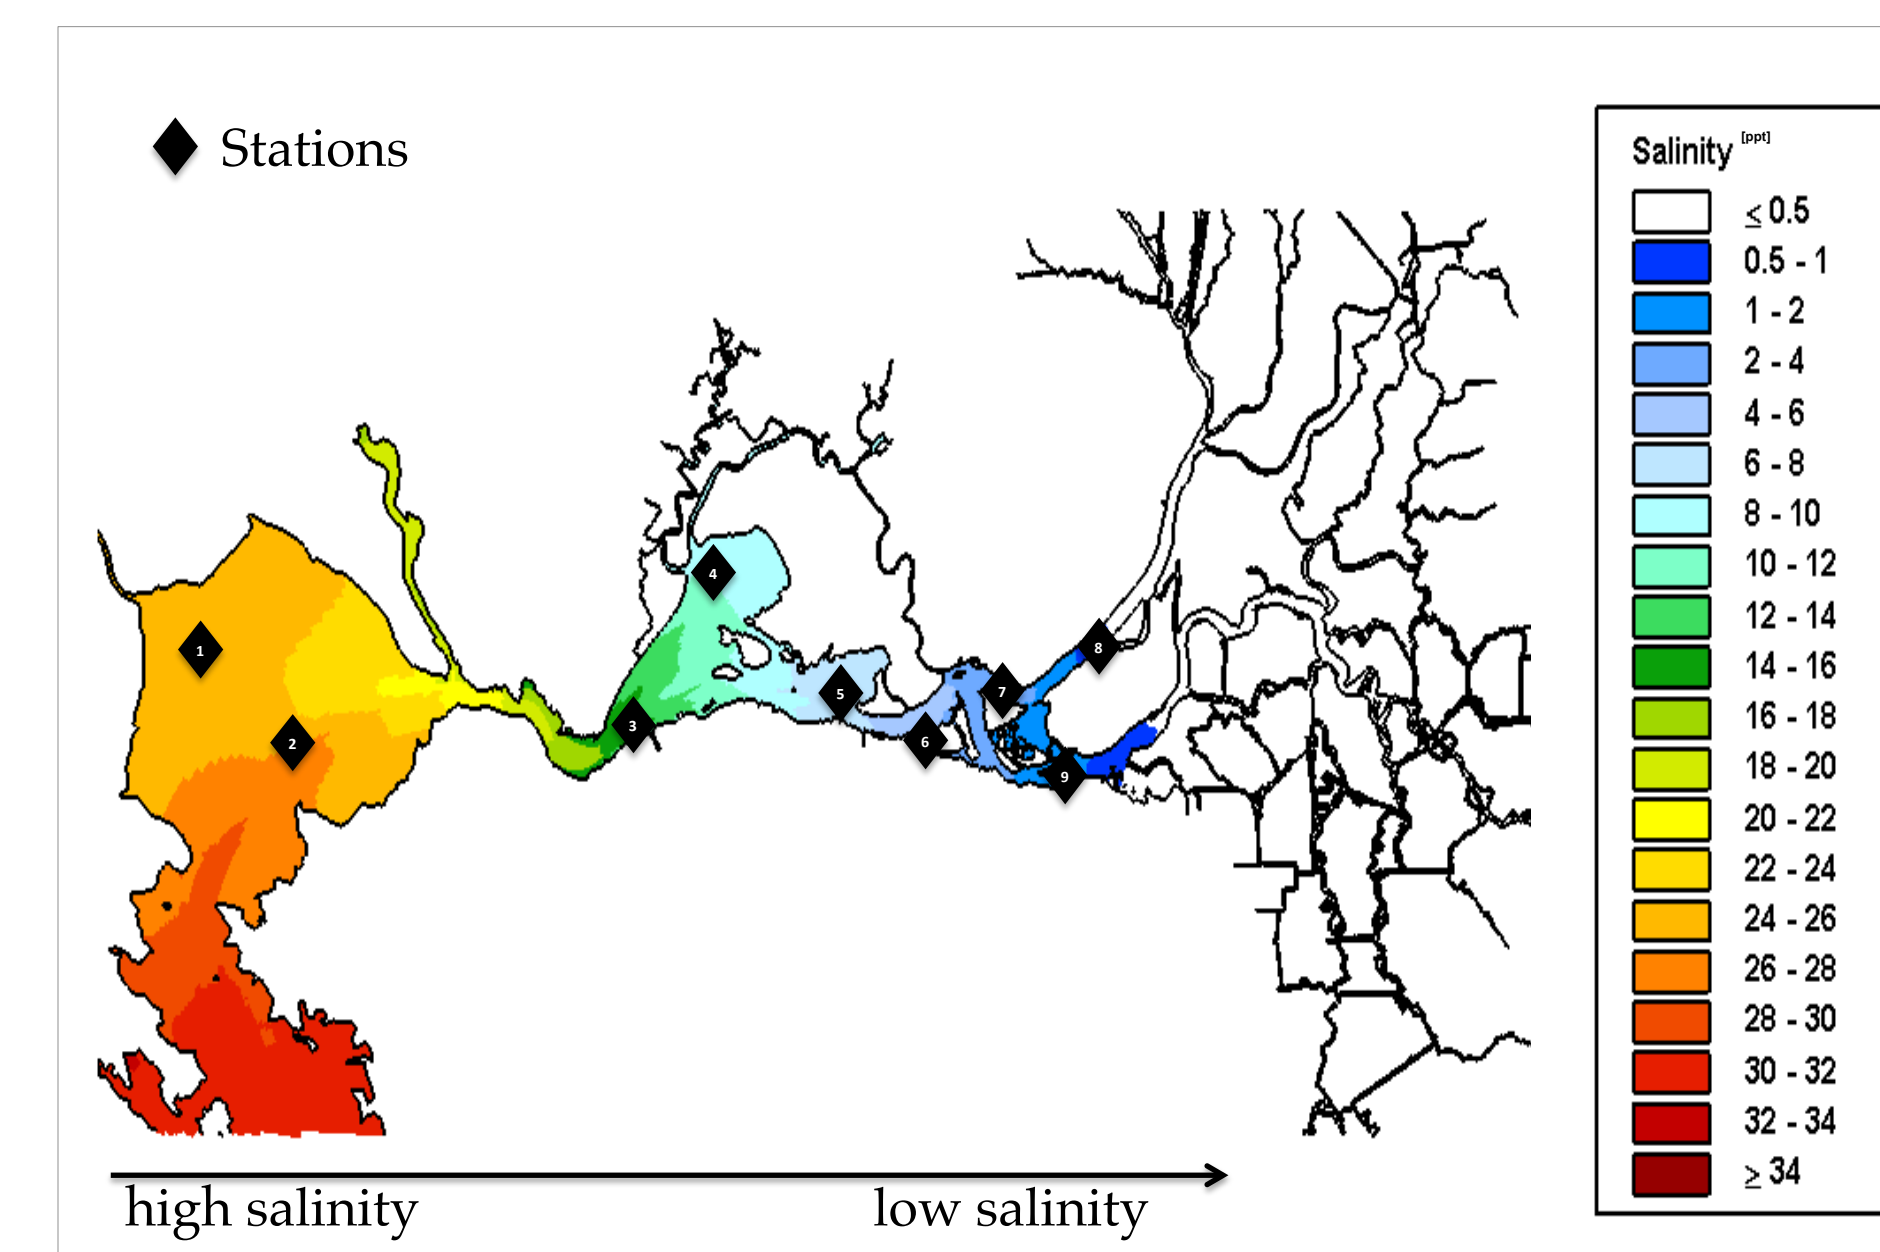 Stations
Salinity [ppt]
≤ 0.5
0.5 - 1
1 - 2
2 - 4
4 - 6
6 - 8
8 - 10
10 - 12
12 - 14
14 - 16
16 - 18
18 - 20
20 - 22
22 - 24
24 - 26
26 - 28
28 - 30
30 - 32
32 - 34
≥ 34
4
1
8
7
5
3
2
6
9
high salinity
low salinity